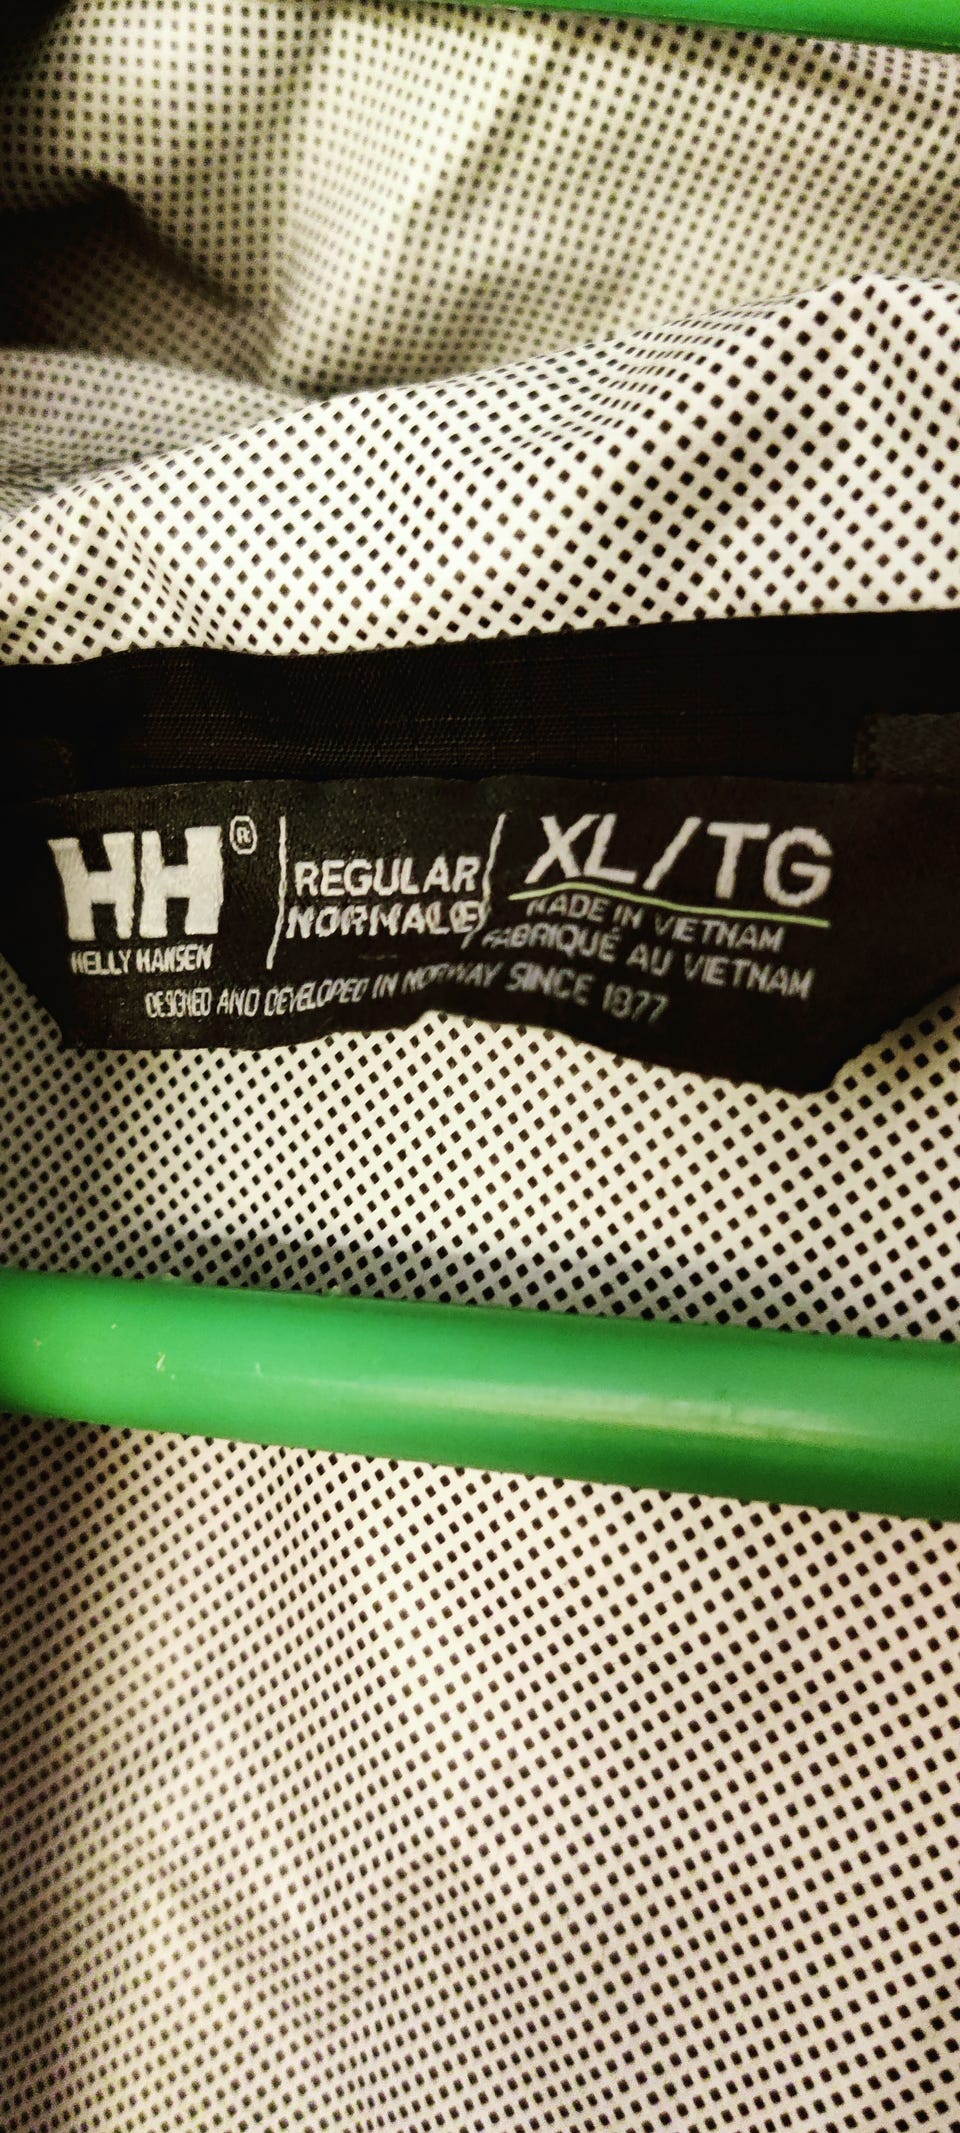 HH® REGULAR XL/TG
NORMALE MADE IN VIETNAM
HELLY HANSEN FABRIQUÉ AU VIETNAM
DESIGNED AND DEVELOPED IN NORWAY SINCE 1877